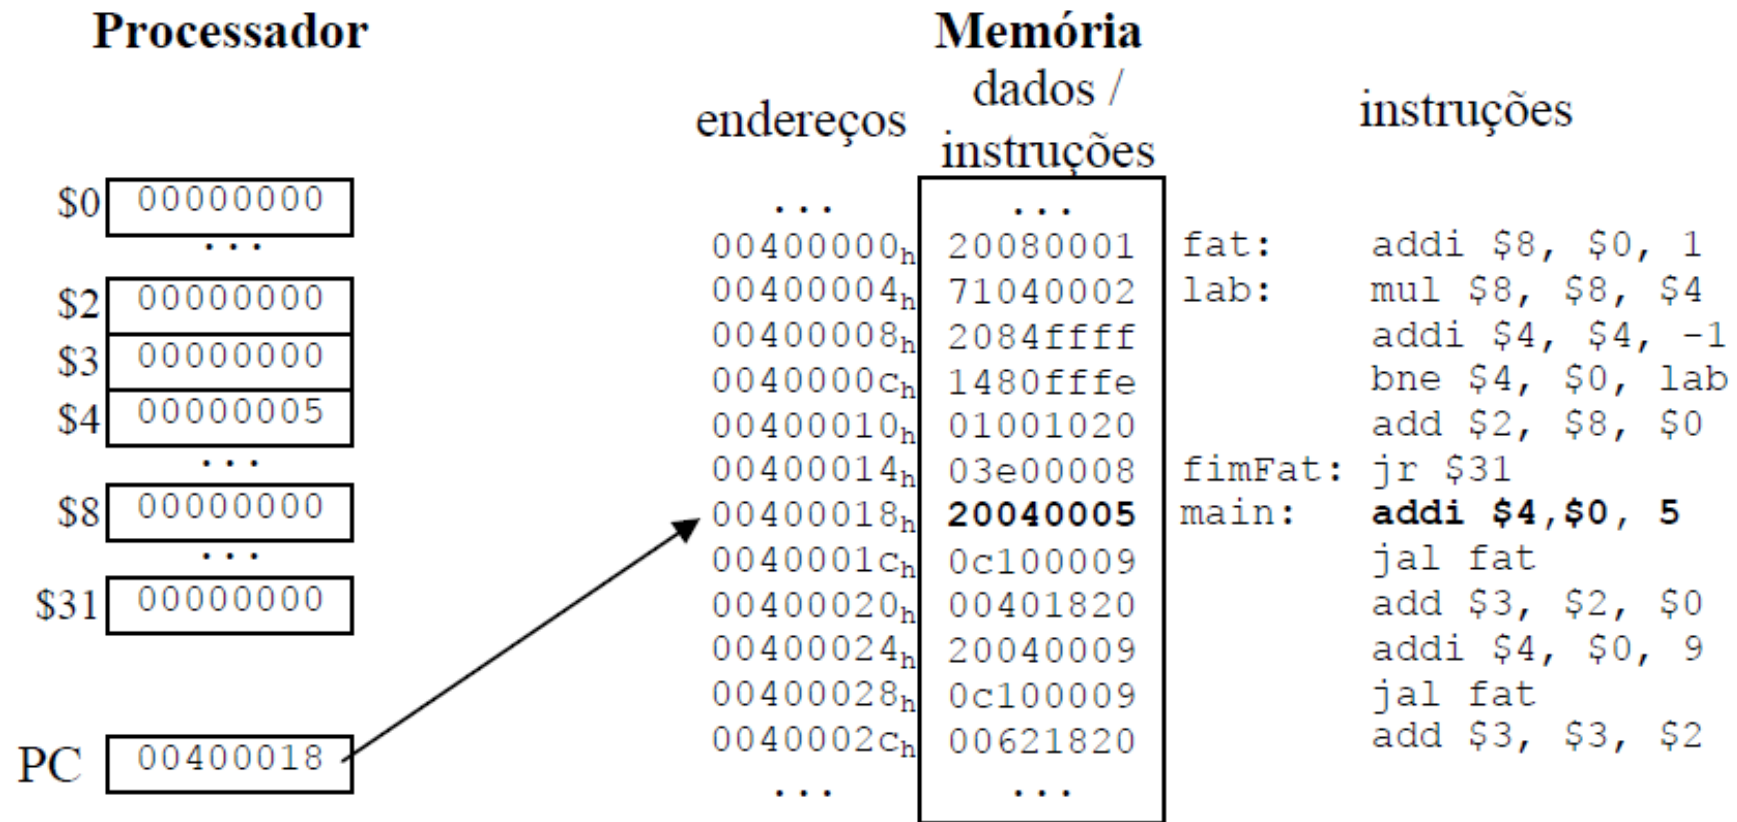 Processador
Memória
endereços dados / instruções instruções
$0 00000000
...
$2 00000000
$3 00000000
$4 00000005
...
$8 00000000
...
$31 00000000
PC 00400018
... ...
00400000h 20080001 fat: addi $8, $0, 1
00400004h 71040002 lab: mul $8, $8, $4
00400008h 2084ffff addi $4, $4, -1
0040000ch 1480fffe bne $4, $0, lab
00400010h 01001020 add $2, $8, $0
00400014h 03e00008 fimFat: jr $31
00400018h 20040005 main: addi $4,$0, 5
0040001ch 0c100009 jal fat
00400020h 00401820 add $3, $2, $0
00400024h 20040009 addi $4, $0, 9
00400028h 0c100009 jal fat
0040002ch 00621820 add $3, $3, $2
... ...